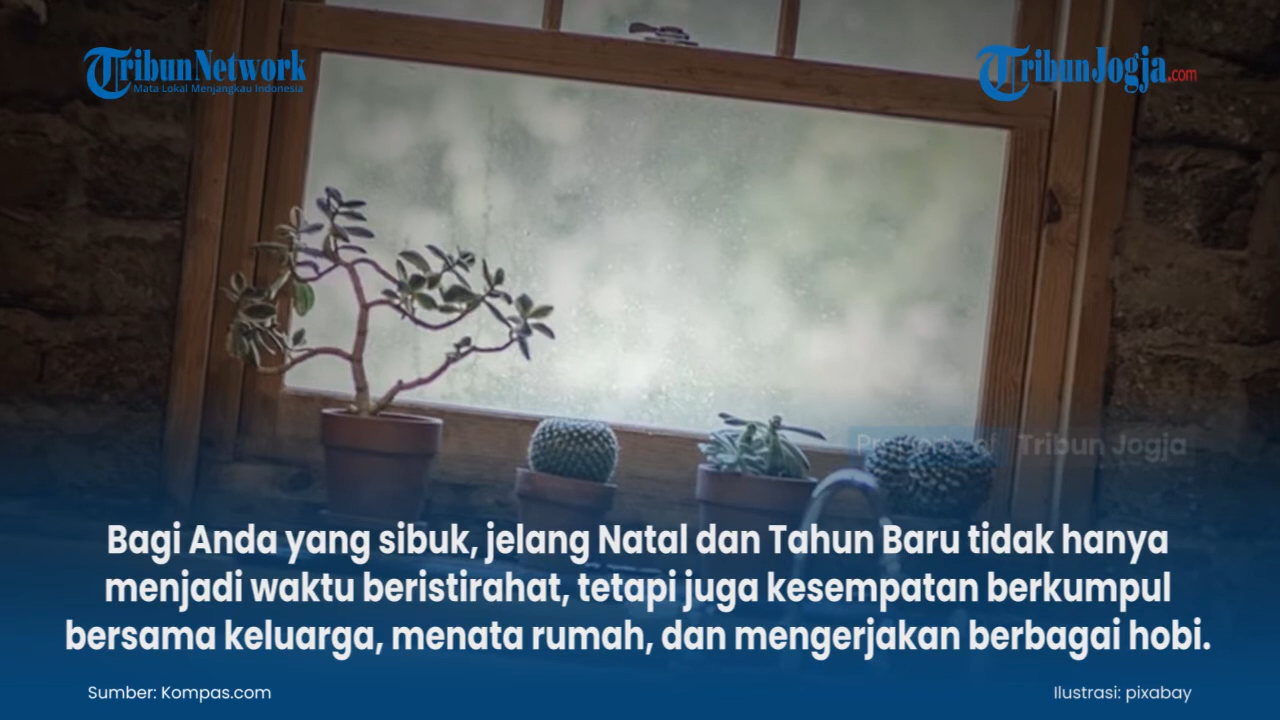 TribunNetwork
Mata Lokal Menjangkau Indonesia
TribunJogja.com
Property of Tribun Jogja
Bagi Anda yang sibuk, jelang Natal dan Tahun Baru tidak hanya
menjadi waktu beristirahat, tetapi juga kesempatan berkumpul
bersama keluarga, menata rumah, dan mengerjakan berbagai hobi.
Sumber: Kompas.com
Ilustrasi: pixabay